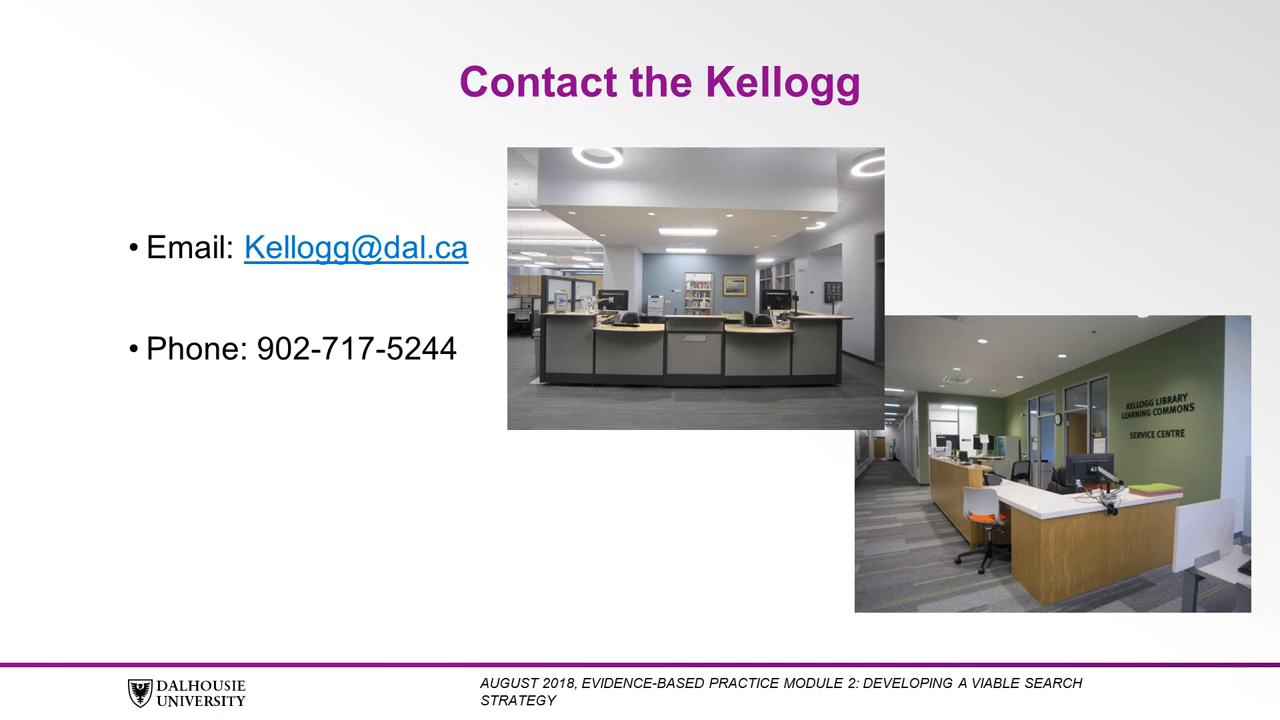 Contact the Kellogg
• Email: Kellogg@dal.ca
• Phone: 902-717-5244
KELLOGG LIBRARY
LEARNING COMMONS
SERVICE CENTRE
DALHOUSIE
UNIVERSITY
AUGUST 2018, EVIDENCE-BASED PRACTICE MODULE 2: DEVELOPING A VIABLE SEARCH
STRATEGY